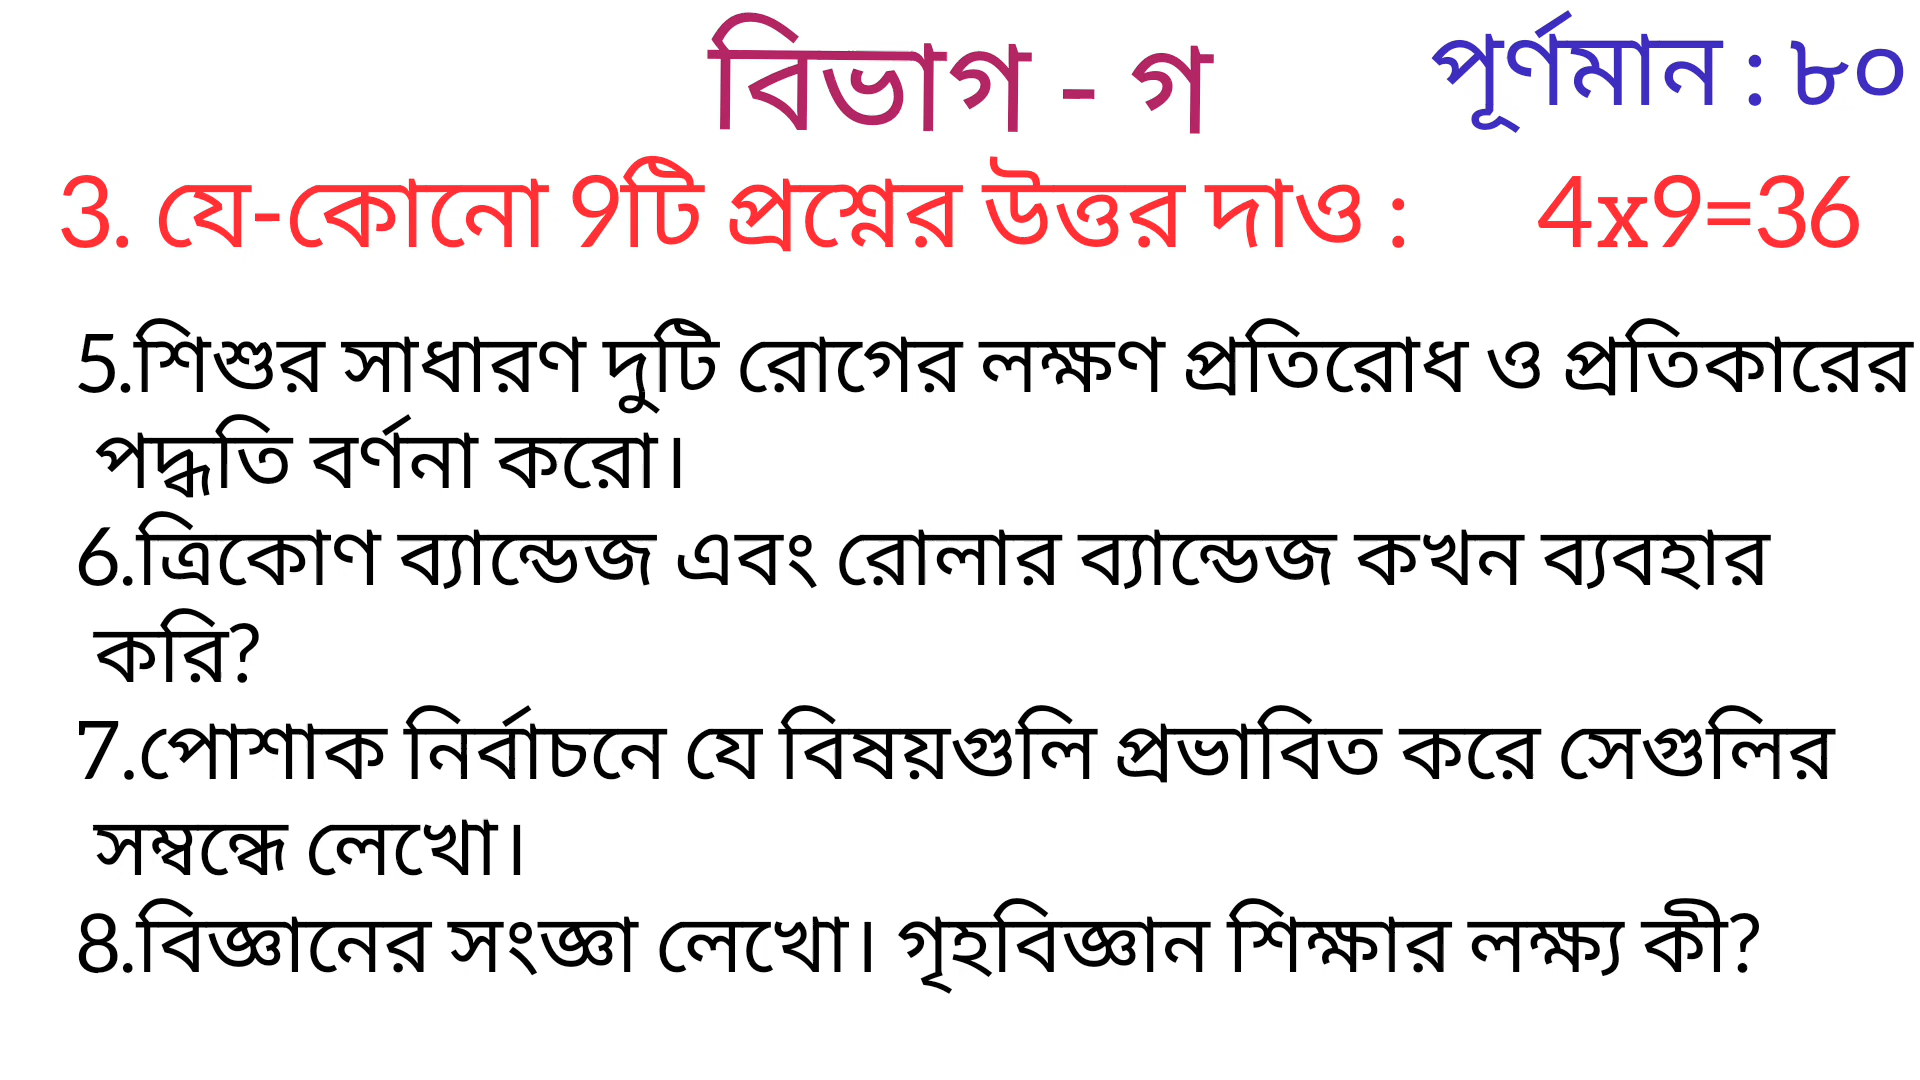 বিভাগ - গ
পূর্ণমান : ৮০
3. যে-কোনো 9টি প্রশ্নের উত্তর দাও : 4x9=36
5.শিশুর সাধারণ দুটি রোগের লক্ষণ প্রতিরোধ ও প্রতিকারের
পদ্ধতি বর্ণনা করো।
6.ত্রিকোণ ব্যান্ডেজ এবং রোলার ব্যান্ডেজ কখন ব্যবহার
করি?
7.পোশাক নির্বাচনে যে বিষয়গুলি প্রভাবিত করে সেগুলির
সম্বন্ধে লেখো।
8.বিজ্ঞানের সংজ্ঞা লেখো। গৃহবিজ্ঞান শিক্ষার লক্ষ্য কী?